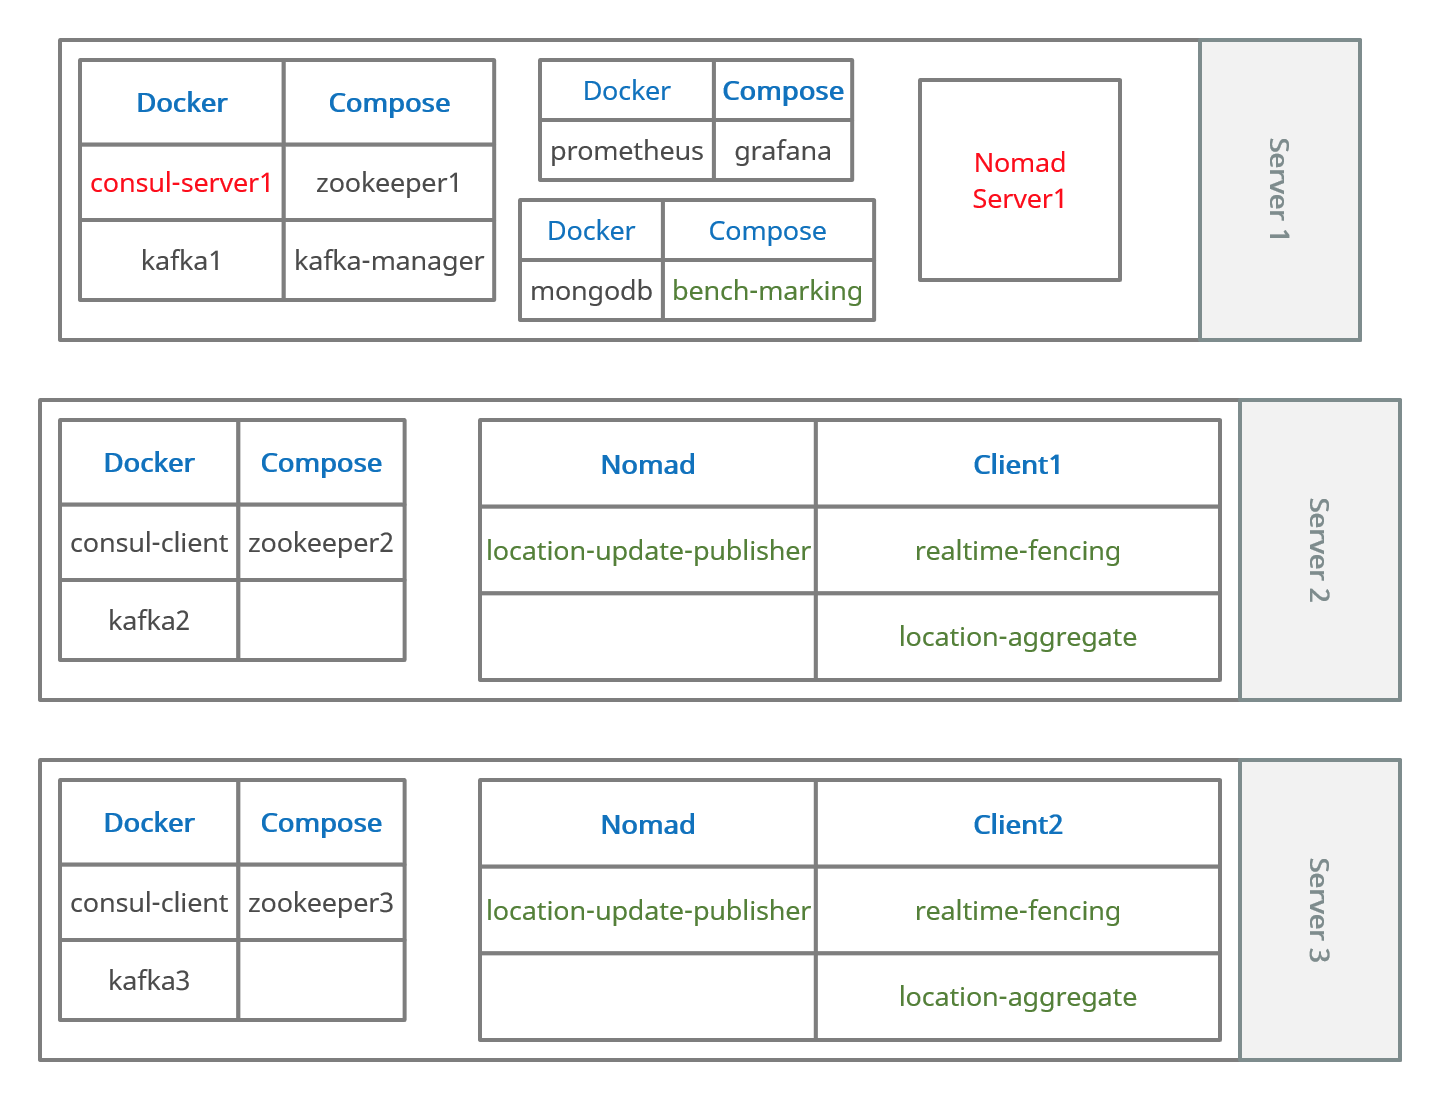 Docker Compose
consul-server1 zookeeper1
kafka1 kafka-manager
Docker Compose
prometheus grafana
Docker Compose
mongodb bench-marking
Nomad
Server1
Server 1
Docker Compose
consul-client zookeeper2
kafka2
Nomad Client1
location-update-publisher realtime-fencing
location-aggregate
Server 2
Docker Compose
consul-client zookeeper3
kafka3
Nomad Client2
location-update-publisher realtime-fencing
location-aggregate
Server 3